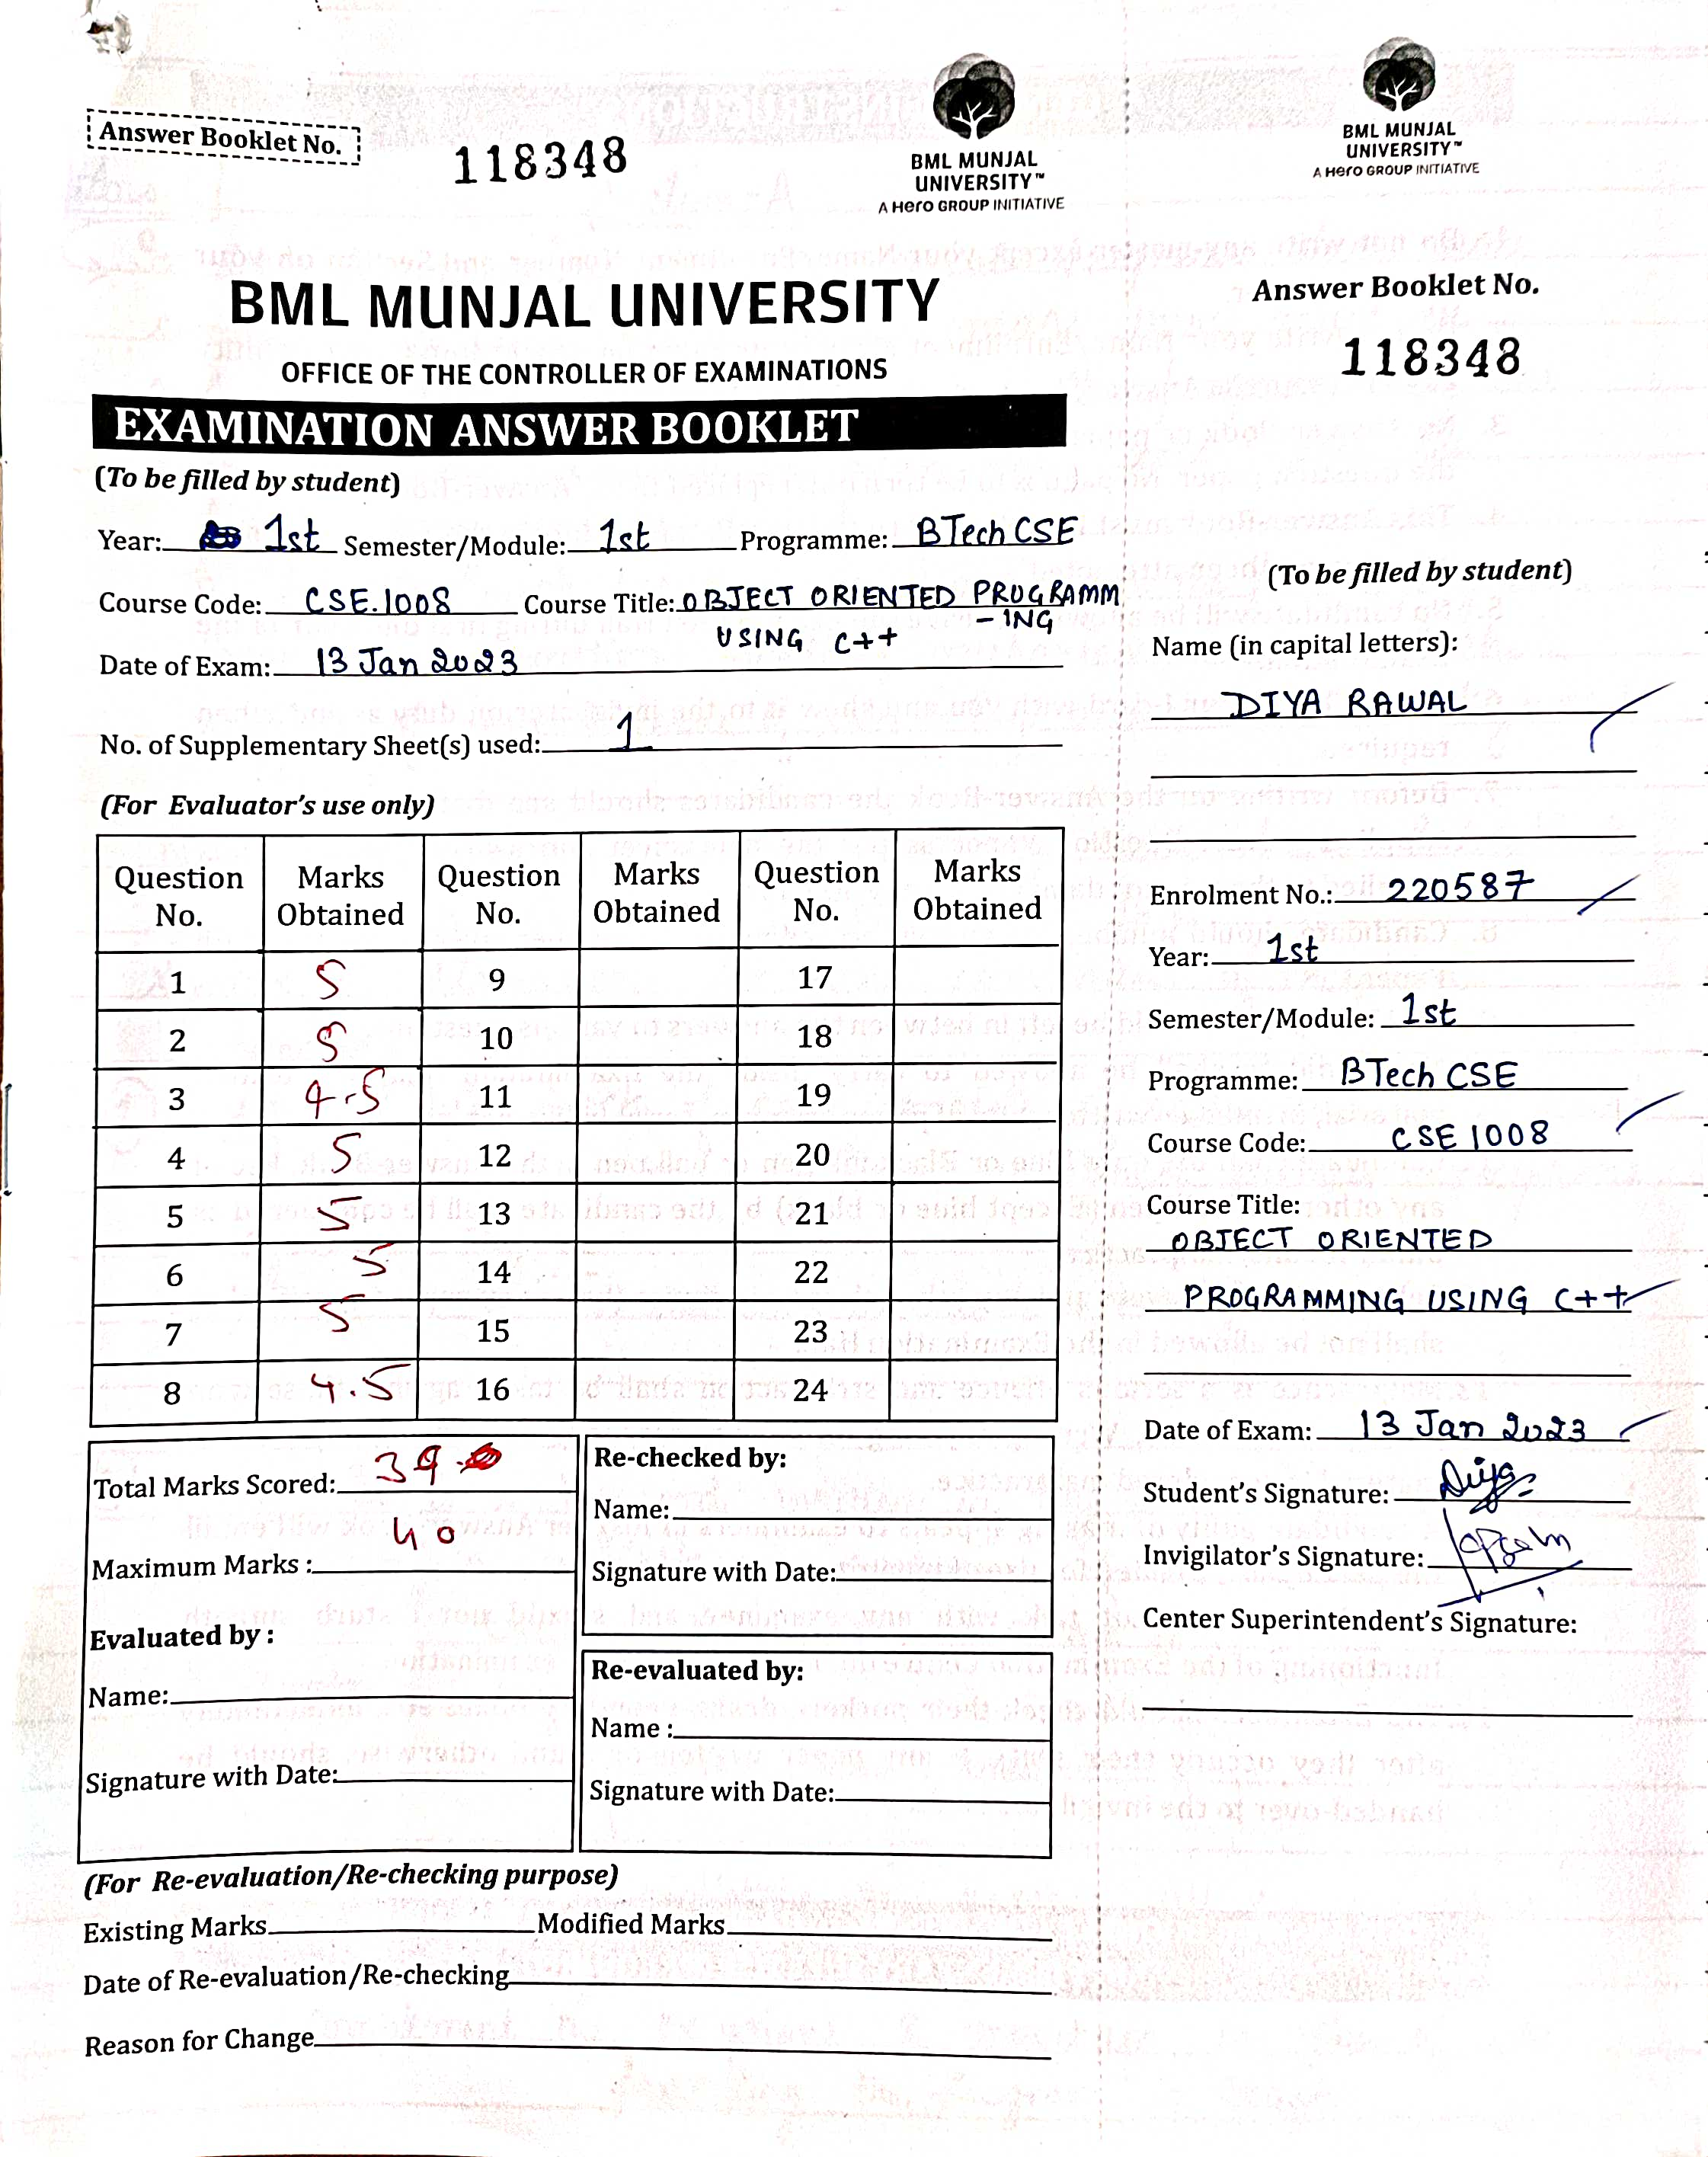 Answer Booklet No.
118348
BML MUNJAL
UNIVERSITY™
A Hero GROUP INITIATIVE
BML MUNJAL UNIVERSITY
OFFICE OF THE CONTROLLER OF EXAMINATIONS
EXAMINATION ANSWER BOOKLET
(To be filled by student)
Year: 1st Semester/Module: 1st Programme: BTech CSE
Course Code: CSE.1008 Course Title: OBJECT ORIENTED PROGRAMM
-ING
USING C++
Date of Exam: 13 Jan 2023
No. of Supplementary Sheet(s) used: 1
(For Evaluator's use only)
Question No. Marks Obtained Question No. Marks Obtained Question No. Marks Obtained
1 5 9 17
2 5 10 18
3 4.5 11 19
4 5 12 20
5 5 13 21
6 5 14 22
7 5 15 23
8 4.5 16 24
Total Marks Scored: 39
Maximum Marks : 40
Evaluated by :
Name:
Signature with Date:
Re-checked by:
Name:
Signature with Date:
Re-evaluated by:
Name :
Signature with Date:
(For Re-evaluation/Re-checking purpose)
Existing Marks Modified Marks
Date of Re-evaluation/Re-checking
Reason for Change
BML MUNJAL
UNIVERSITY™
A Hero GROUP INITIATIVE
Answer Booklet No.
118348
(To be filled by student)
Name (in capital letters):
DIYA RAWAL
Enrolment No.: 220587
Year: 1st
Semester/Module: 1st
Programme: BTech CSE
Course Code: CSE 1008
Course Title:
OBJECT ORIENTED
PROGRAMMING USING C++
Date of Exam: 13 Jan 2023
Student's Signature: Diya
Invigilator's Signature:
Center Superintendent's Signature: